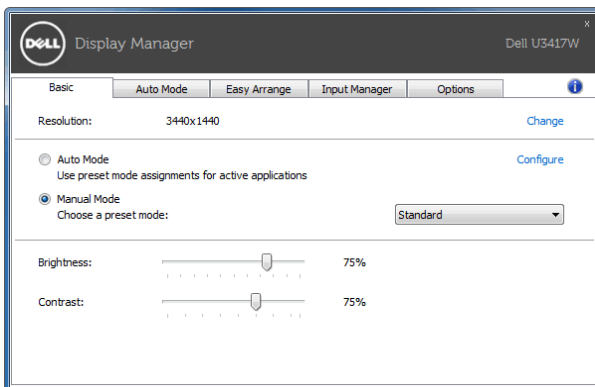 DELL Display Manager Dell U3417W x
Basic Auto Mode Easy Arrange Input Manager Options i
Resolution: 3440x1440 Change
Auto Mode Configure
Use preset mode assignments for active applications
Manual Mode
Choose a preset mode: Standard
Brightness: 75%
Contrast: 75%